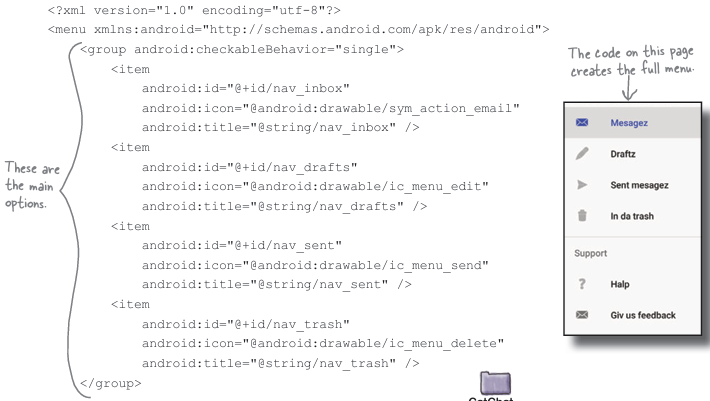 <?xml version="1.0" encoding="utf-8"?>
<menu xmlns:android="http://schemas.android.com/apk/res/android">
<group android:checkableBehavior="single">
<item
android:id="@+id/nav_inbox"
android:icon="@android:drawable/sym_action_email"
android:title="@string/nav_inbox" />
<item
android:id="@+id/nav_drafts"
android:icon="@android:drawable/ic_menu_edit"
android:title="@string/nav_drafts" />
<item
android:id="@+id/nav_sent"
android:icon="@android:drawable/ic_menu_send"
android:title="@string/nav_sent" />
<item
android:id="@+id/nav_trash"
android:icon="@android:drawable/ic_menu_delete"
android:title="@string/nav_trash" />
</group>
These are
the main
options.
The code on this page
creates the full menu.
Mesagez
Draftz
Sent mesagez
In da trash
Support
Halp
Giv us feedback